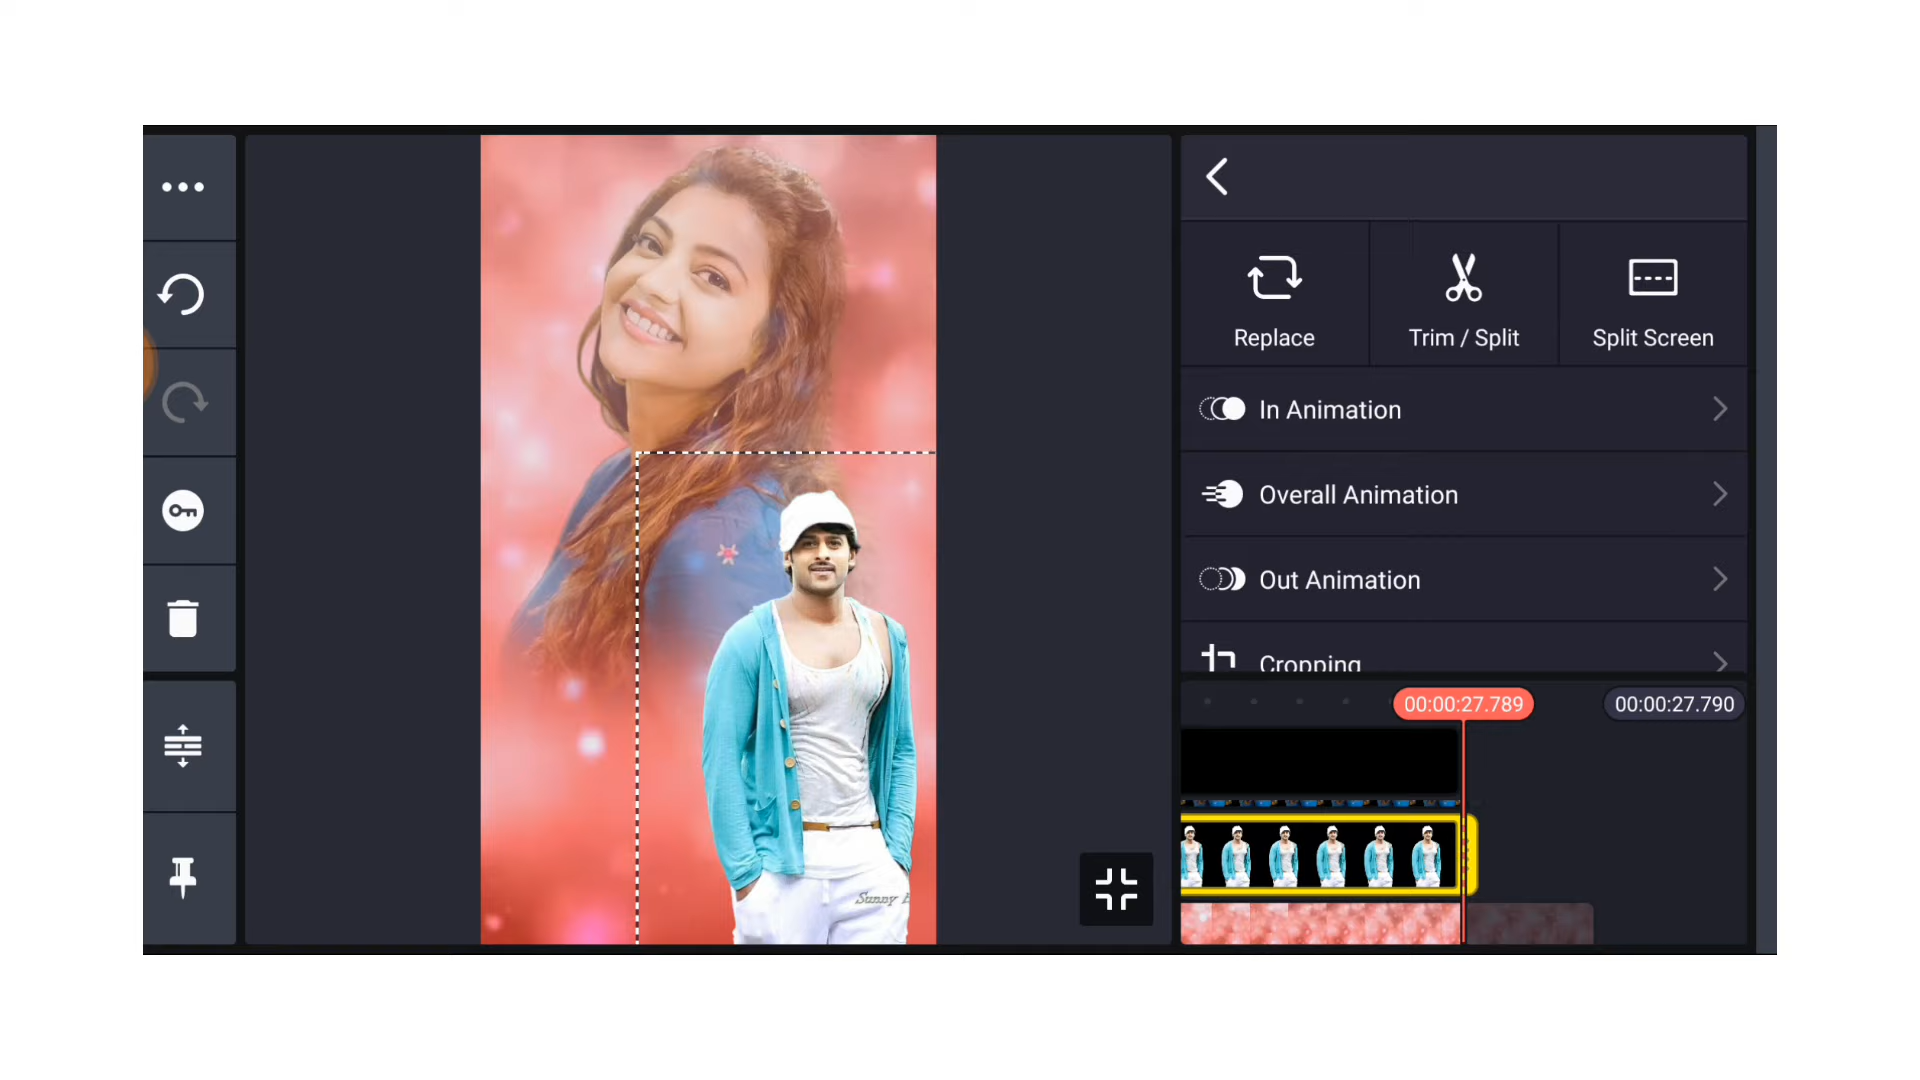 Replace
Trim / Split
Split Screen
In Animation
Overall Animation
Out Animation
Cropping
00:00:27.789
00:00:27.790
Sunny